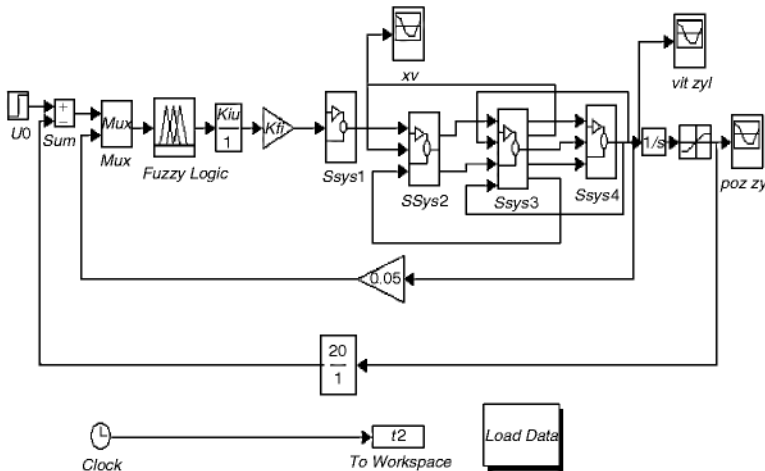 xv
vit zyl
U0
+
−
Sum
Mux
Mux
Fuzzy Logic
Kiu
1
Kfi
Ssys1
SSys2
Ssys3
Ssys4
1/s
poz zy
0.05
20
1
Clock
t2
To Workspace
Load Data